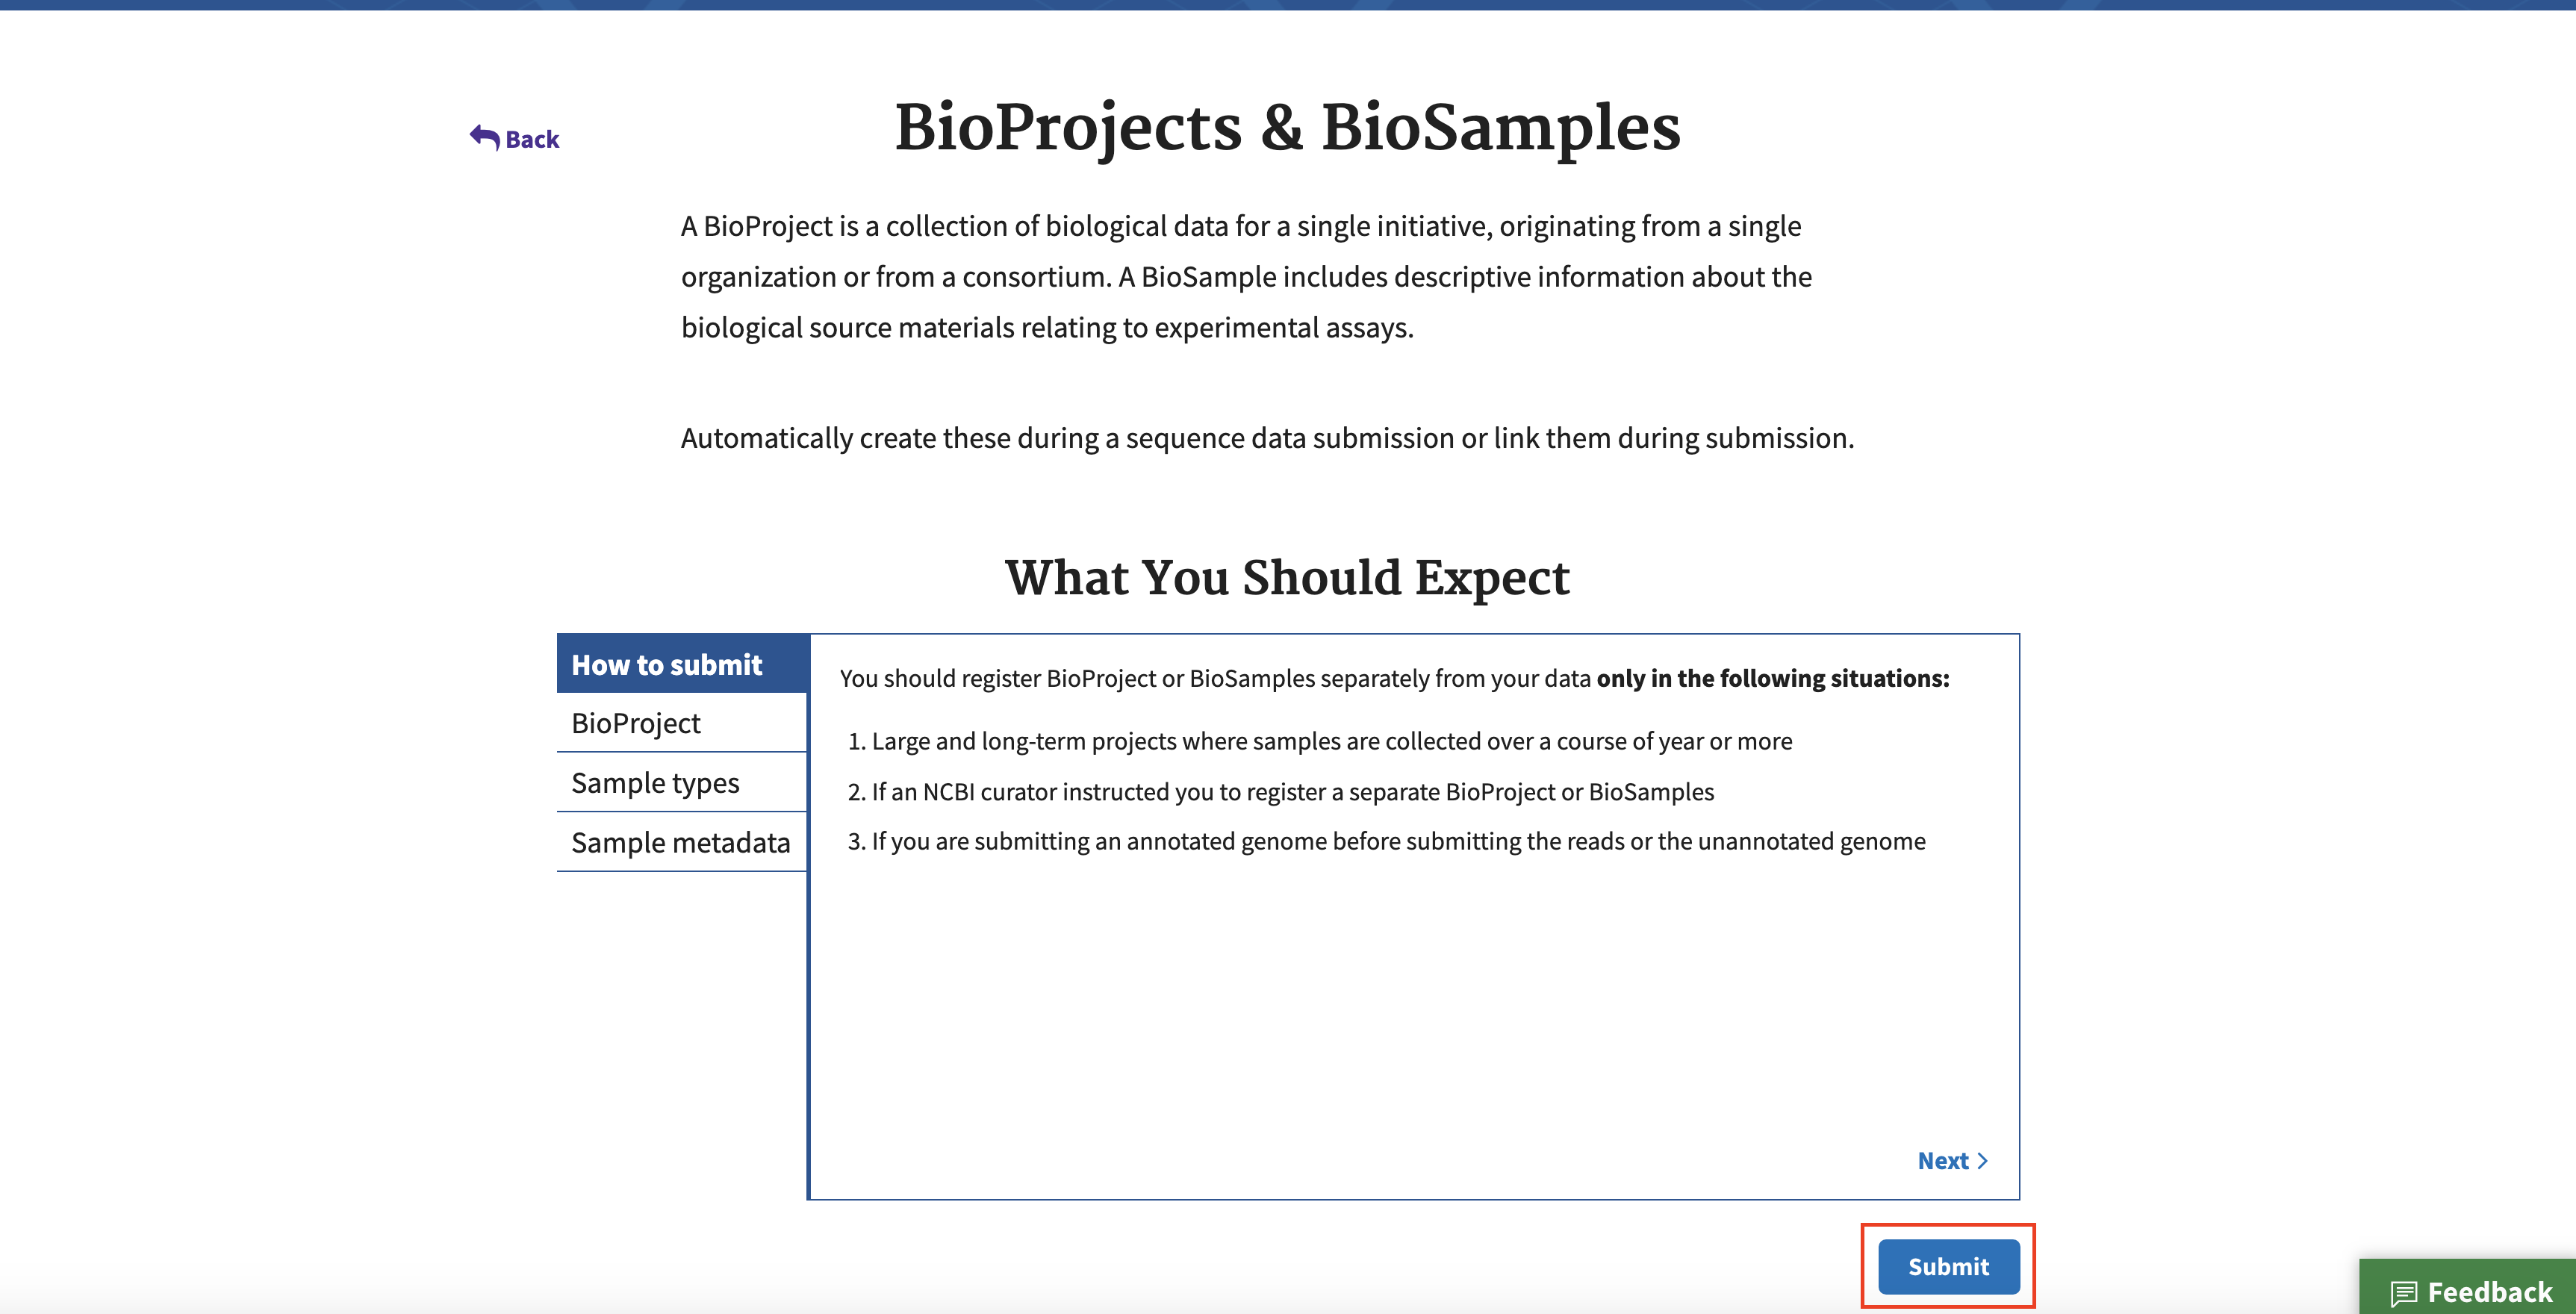 Back
BioProjects & BioSamples
A BioProject is a collection of biological data for a single initiative, originating from a single
organization or from a consortium. A BioSample includes descriptive information about the
biological source materials relating to experimental assays.
Automatically create these during a sequence data submission or link them during submission.
What You Should Expect
How to submit
BioProject
Sample types
Sample metadata
You should register BioProject or BioSamples separately from your data only in the following situations:
1. Large and long-term projects where samples are collected over a course of year or more
2. If an NCBI curator instructed you to register a separate BioProject or BioSamples
3. If you are submitting an annotated genome before submitting the reads or the unannotated genome
Next >
Submit
Feedback